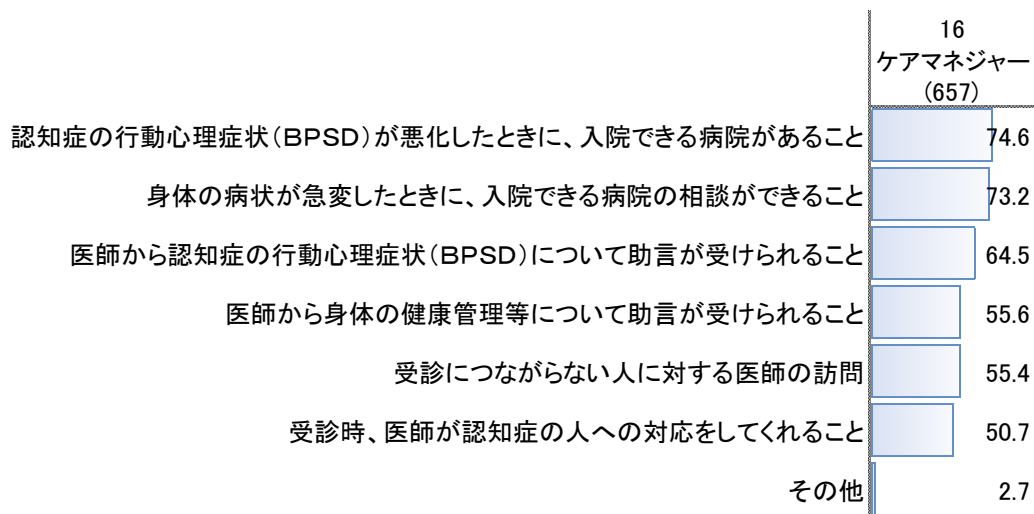 16
ケアマネジャー
(657)
認知症の行動心理症状(BPSD)が悪化したときに、入院できる病院があること 74.6
身体の病状が急変したときに、入院できる病院の相談ができること 73.2
医師から認知症の行動心理症状(BPSD)について助言が受けられること 64.5
医師から身体の健康管理等について助言が受けられること 55.6
受診につながらない人に対する医師の訪問 55.4
受診時、医師が認知症の人への対応をしてくれること 50.7
その他 2.7